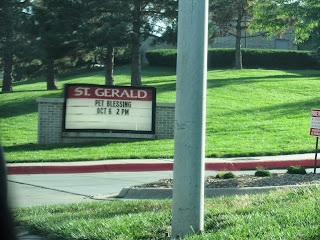 ST. GERALD
PET BLESSING
OCT 6 2 PM